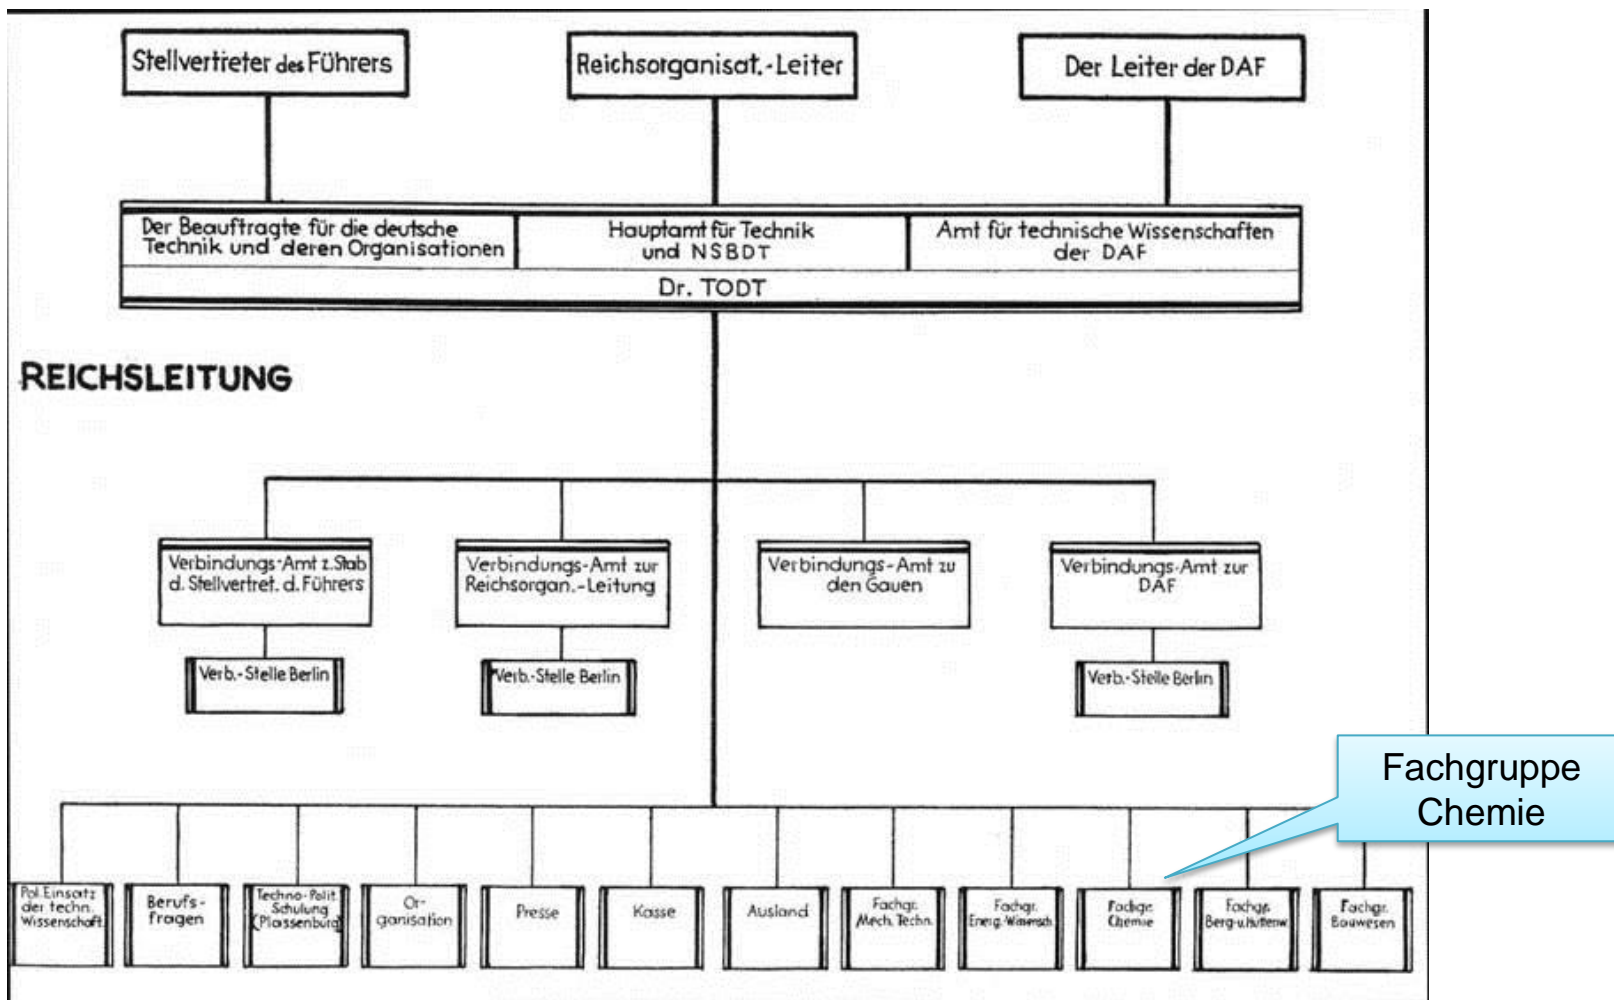 Stellvertreter des Führers
Reichsorganisat.-Leiter
Der Leiter der DAF
Der Beauftragte für die deutsche
Technik und deren Organisationen
Hauptamt für Technik
und NSBDT
Amt für technische Wissenschaften
der DAF
Dr. TODT
REICHSLEITUNG
Verbindungs-Amt z. Stab
d. Stellvertret. d. Führers
Verbindungs-Amt zur
Reichsorgan.-Leitung
Verbindungs-Amt zu
den Gauen
Verbindungs-Amt zur
DAF
Verb.-Stelle Berlin
Verb.-Stelle Berlin
Verb.-Stelle Berlin
Fachgruppe
Chemie
Pol. Einsatz
der techn.
Wissenschaft.
Berufs-
fragen
Techno-Polit.
Schulung
(Plassenburg)
Or-
ganisation
Presse
Kasse
Ausland
Fachgr.
Mech. Techn.
Fachgr.
Energ.-Wissensch.
Fachgr.
Chemie
Fachgr.
Berg-u.Hüttenw.
Fachgr.
Bauwesen